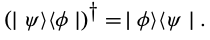 (| ψ⟩⟨ϕ |)† = | ϕ⟩⟨ψ | .